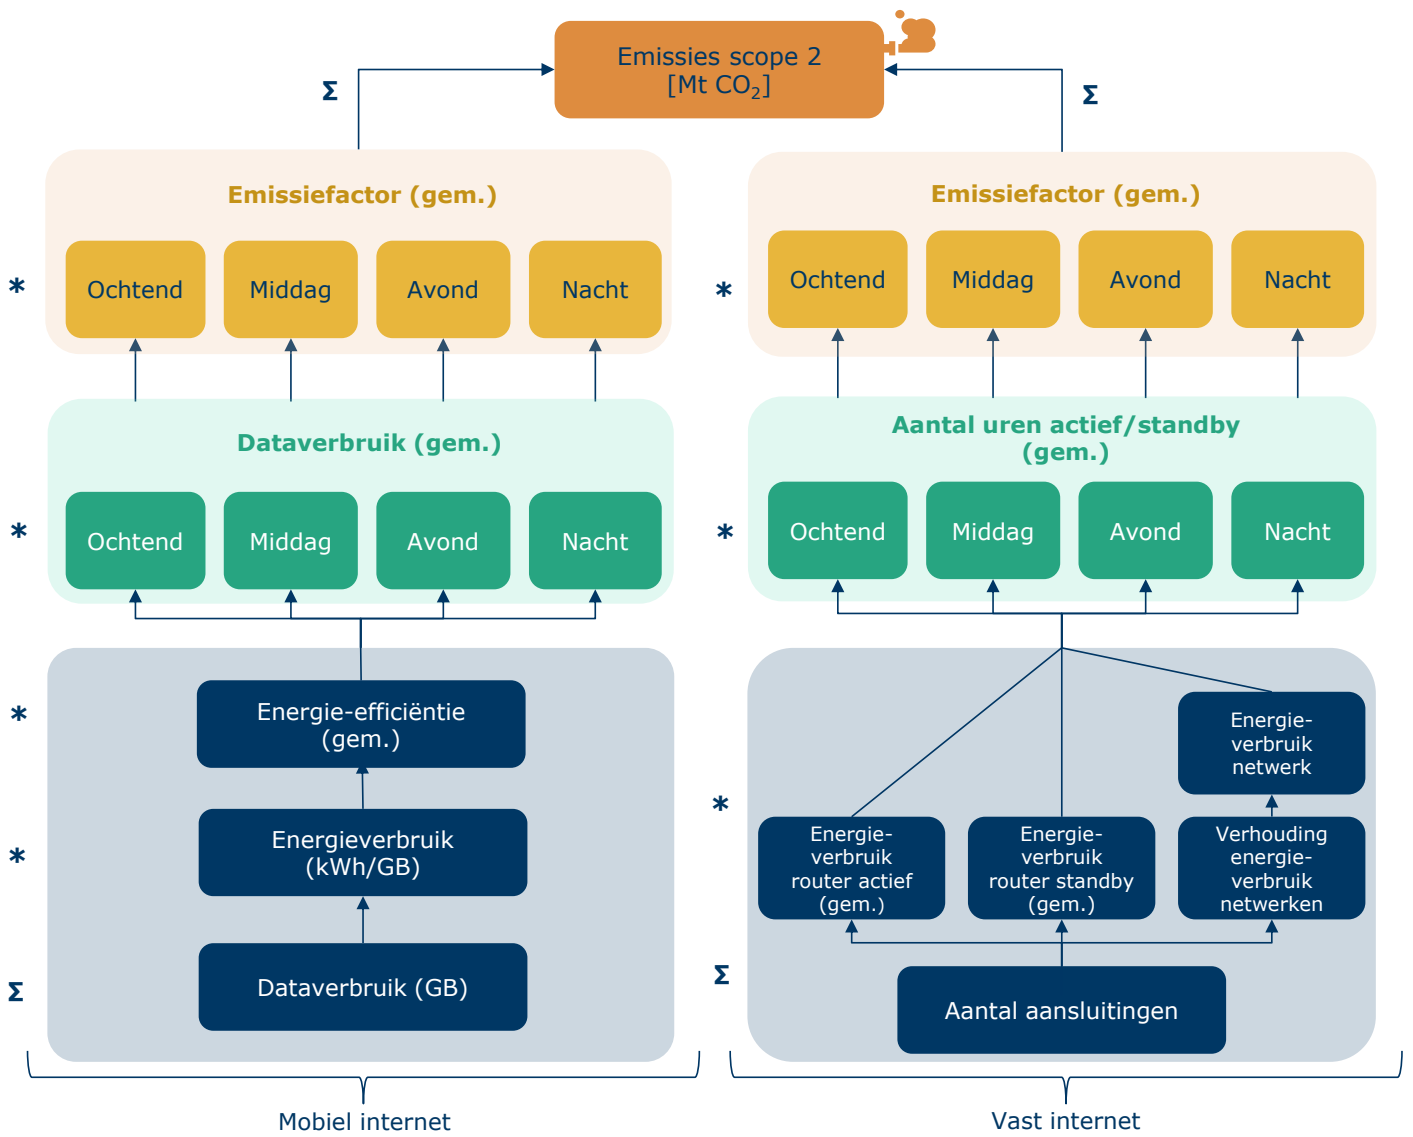 Emissies scope 2
[Mt CO₂]
Σ
Σ
Emissiefactor (gem.)
*
Ochtend
Middag
Avond
Nacht
Dataverbruik (gem.)
*
Ochtend
Middag
Avond
Nacht
*
Energie-efficiëntie
(gem.)
*
Energieverbruik
(kWh/GB)
Σ
Dataverbruik (GB)
Mobiel internet
Emissiefactor (gem.)
*
Ochtend
Middag
Avond
Nacht
Aantal uren actief/standby
(gem.)
*
Ochtend
Middag
Avond
Nacht
Energie-
verbruik
netwerk
*
Energie-
verbruik
router actief
(gem.)
Energie-
verbruik
router standby
(gem.)
Verhouding
energie-
verbruik
netwerken
Σ
Aantal aansluitingen
Vast internet